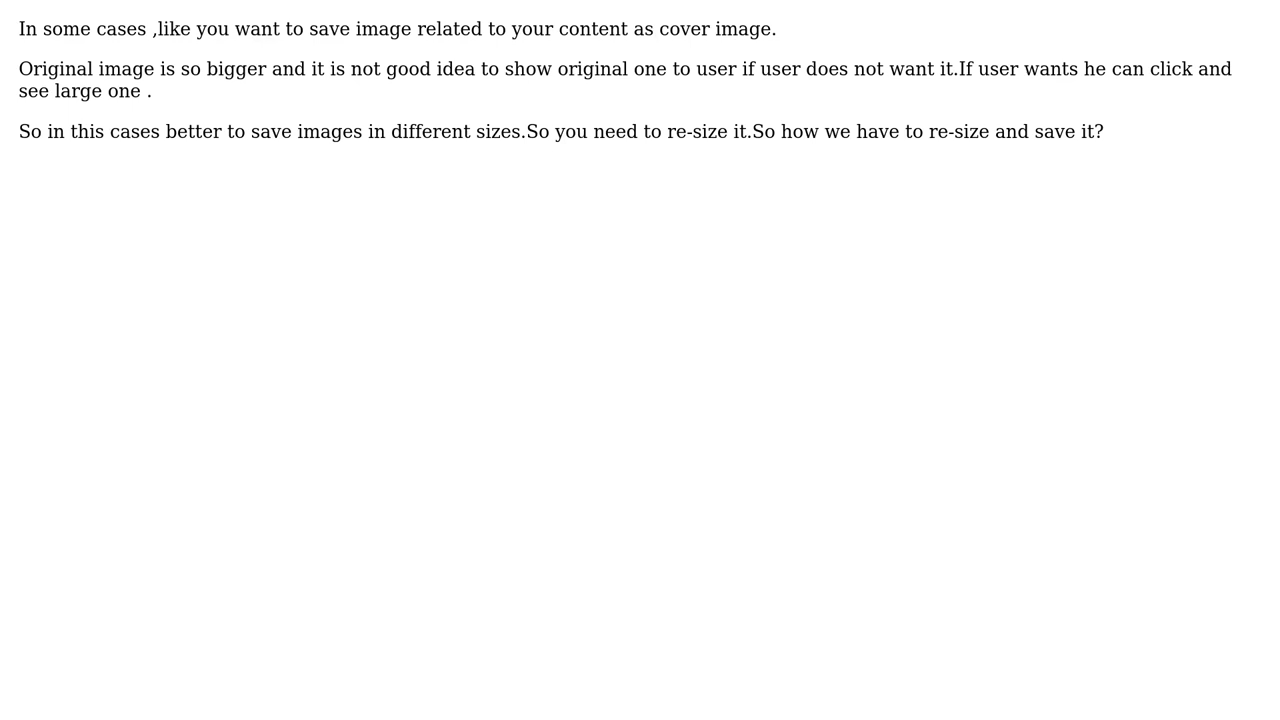 In some cases ,like you want to save image related to your content as cover image.
Original image is so bigger and it is not good idea to show original one to user if user does not want it.If user wants he can click and
see large one .
So in this cases better to save images in different sizes.So you need to re-size it.So how we have to re-size and save it?